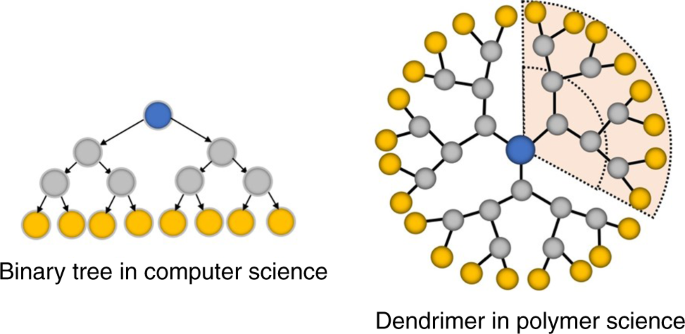 Binary tree in computer science
Dendrimer in polymer science